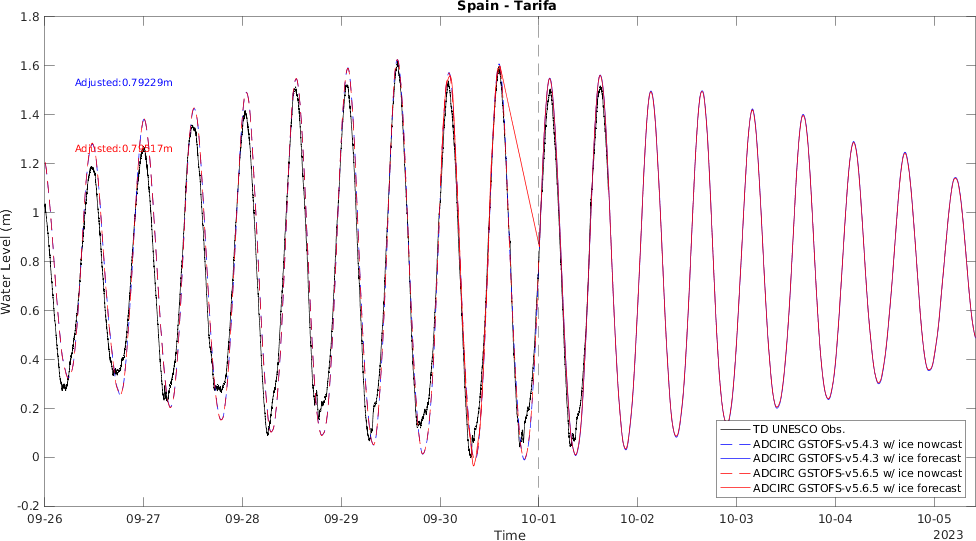 Spain - Tarifa
1.8
1.6
1.4
1.2
1
0.8
0.6
0.4
0.2
0
-0.2
Water Level (m)
Adjusted:0.79229m
TD UNESCO Obs.
ADCIRC GSTOFS-v5.4.3 w/ ice nowcast
ADCIRC GSTOFS-v5.4.3 w/ ice forecast
ADCIRC GSTOFS-v5.6.5 w/ ice nowcast
ADCIRC GSTOFS-v5.6.5 w/ ice forecast
09-26 09-27 09-28 09-29 09-30 10-01 10-02 10-03 10-04 10-05
Time
2023